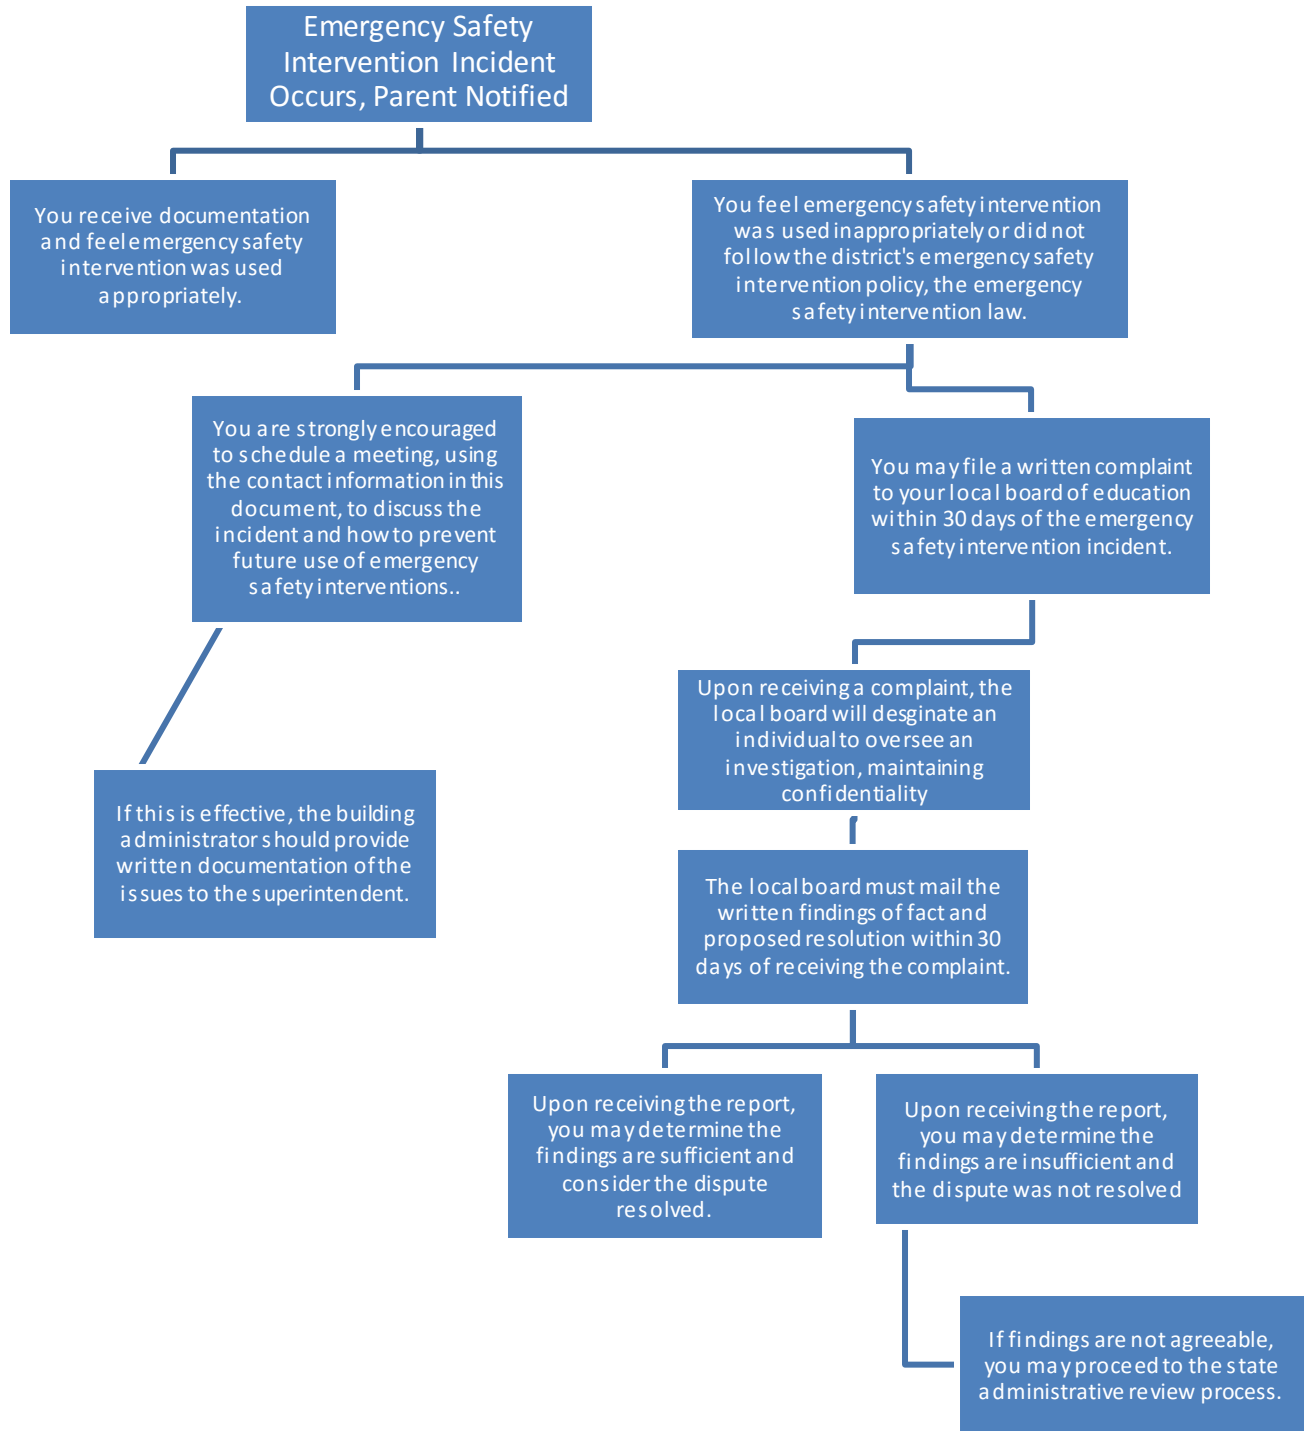 Emergency Safety
Intervention Incident
Occurs, Parent Notified
You receive documentation
and feel emergency safety
intervention was used
appropriately.
You feel emergency safety intervention
was used inappropriately or did not
follow the district's emergency safety
intervention policy, the emergency
safety intervention law.
You are strongly encouraged
to schedule a meeting, using
the contact information in this
document, to discuss the
incident and how to prevent
future use of emergency
safety interventions..
You may file a written complaint
to your local board of education
within 30 days of the emergency
safety intervention incident.
Upon receiving a complaint, the
local board will desginate an
individual to oversee an
investigation, maintaining
confidentiality
If this is effective, the building
administrator should provide
written documentation of the
issues to the superintendent.
The local board must mail the
written findings of fact and
proposed resolution within 30
days of receiving the complaint.
Upon receiving the report,
you may determine the
findings are sufficient and
consider the dispute
resolved.
Upon receiving the report,
you may determine the
findings are insufficient and
the dispute was not resolved
If findings are not agreeable,
you may proceed to the state
administrative review process.